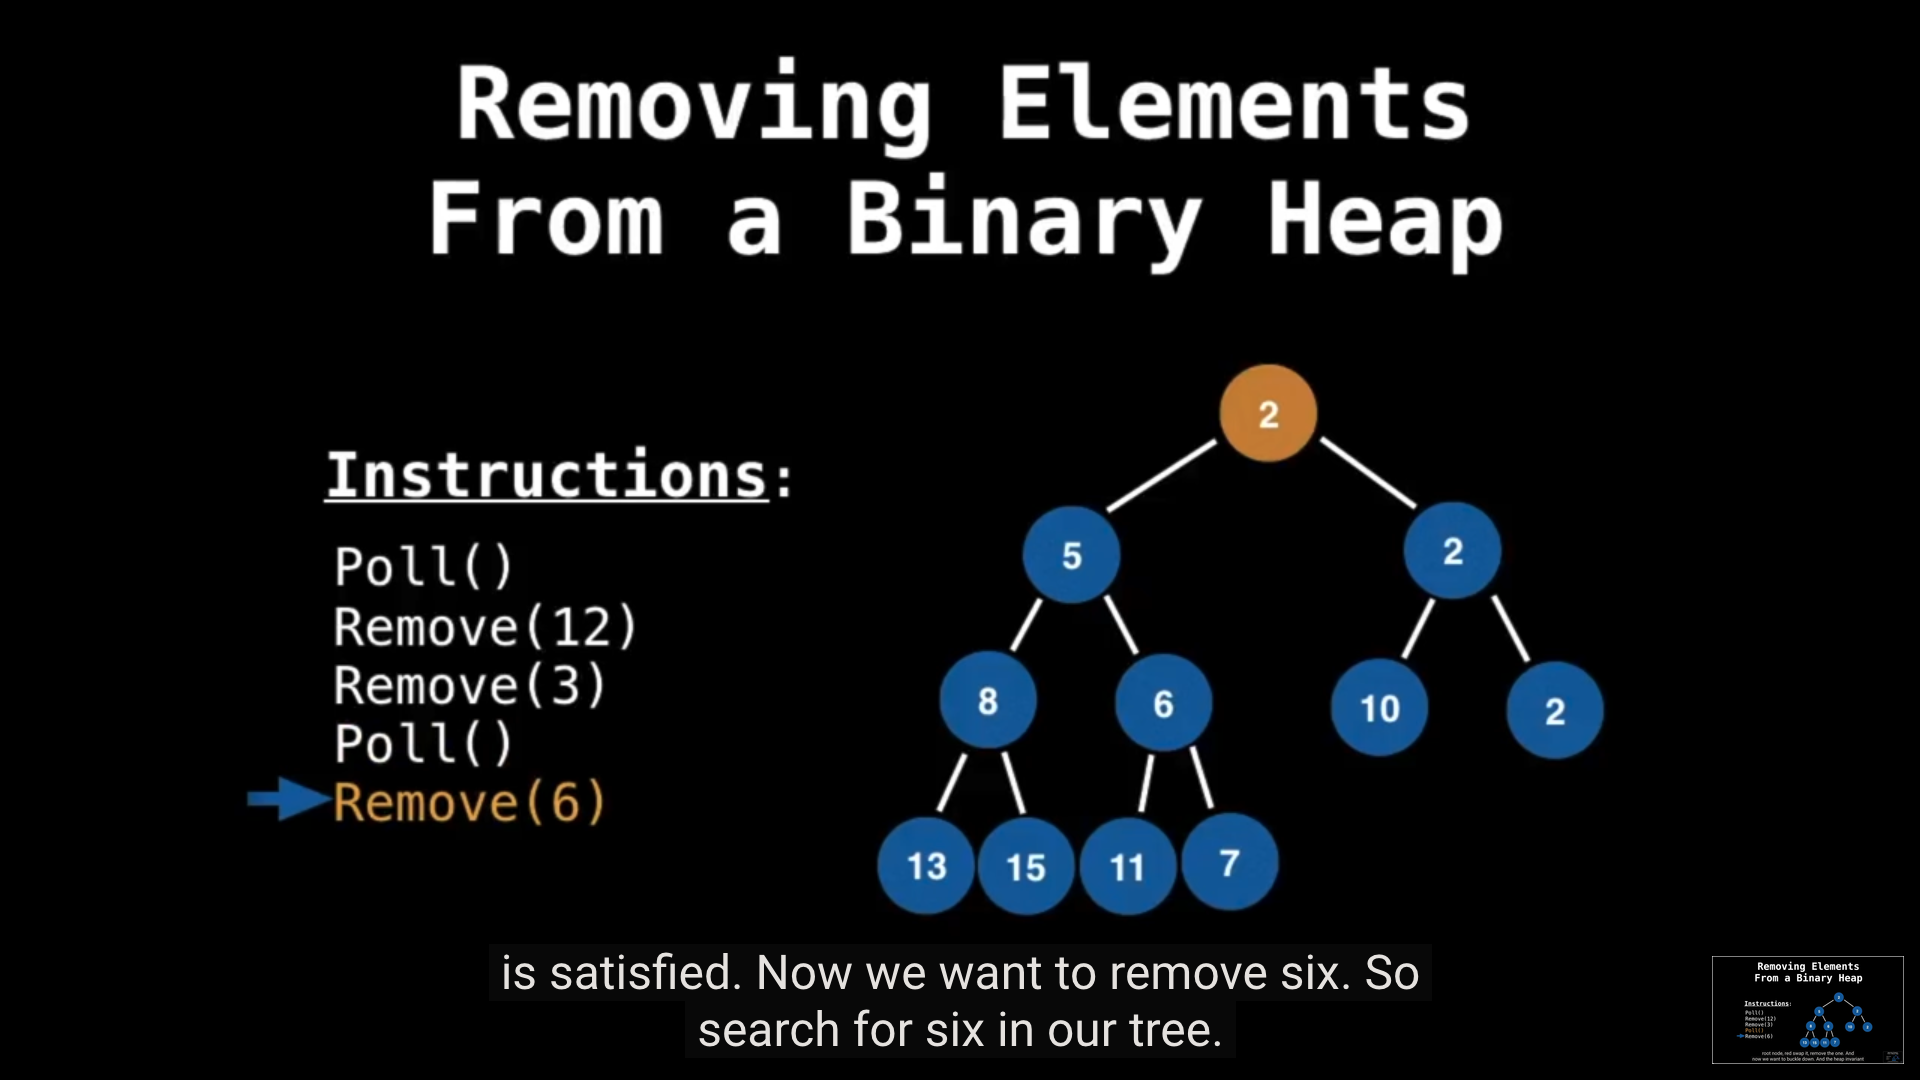 Removing Elements
From a Binary Heap
Instructions:
Poll()
Remove(12)
Remove(3)
Poll()
Remove(6)
2
5
2
8
6
10
2
13
15
11
7
is satisfied. Now we want to remove six. So
search for six in our tree.
Removing Elements
From a Binary Heap
Instructions:
Poll()
Remove(12)
Remove(3)
Poll()
Remove(6)